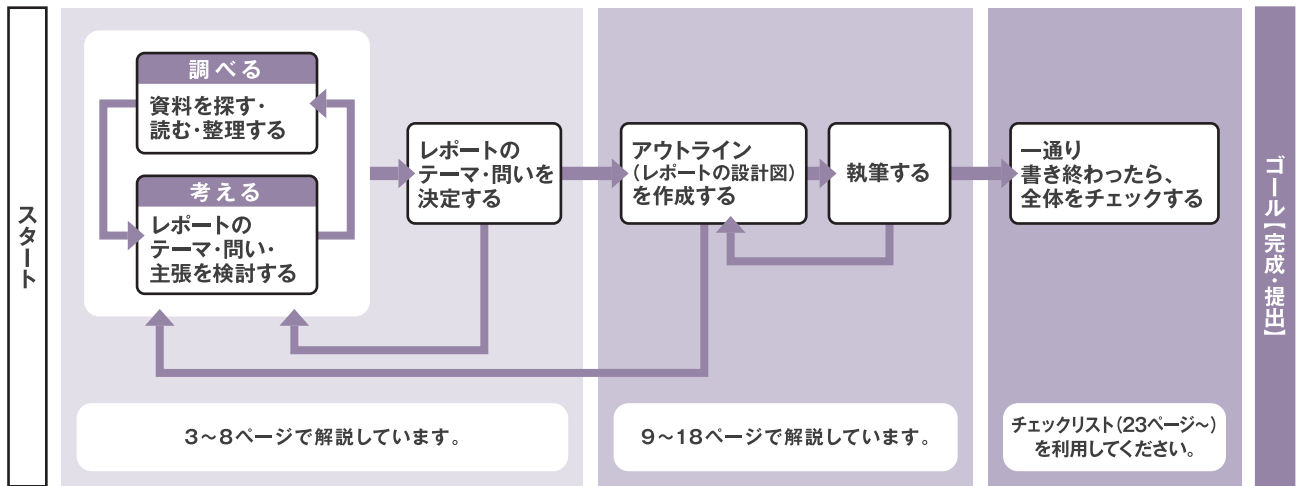 スタート
調べる
資料を探す・
読む・整理する
考える
レポートの
テーマ・問い・
主張を検討する
レポートの
テーマ・問いを
決定する
3～8ページで解説しています。
アウトライン
(レポートの設計図)
を作成する
執筆する
9～18ページで解説しています。
一通り
書き終わったら、
全体をチェックする
チェックリスト(23ページ～)
を利用してください。
ゴール【完成・提出】